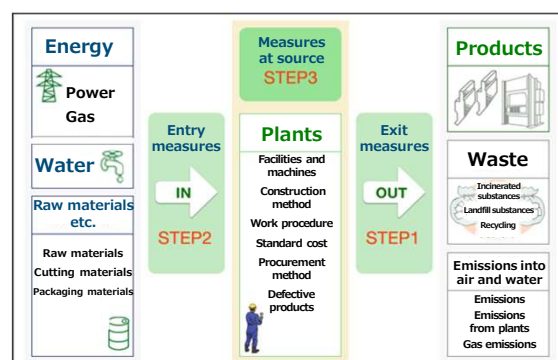 Energy
Power
Gas
Water
Raw materials
etc.
Raw materials
Cutting materials
Packaging materials
Entry
measures
IN
STEP2
Measures
at source
STEP3
Plants
Facilities and
machines
Construction
method
Work procedure
Standard cost
Procurement
method
Defective
products
Exit
measures
OUT
STEP1
Products
Waste
Incinerated
substances
Landfill substances
Recycling
Emissions into
air and water
Emissions
Emissions
from plants
Gas emissions